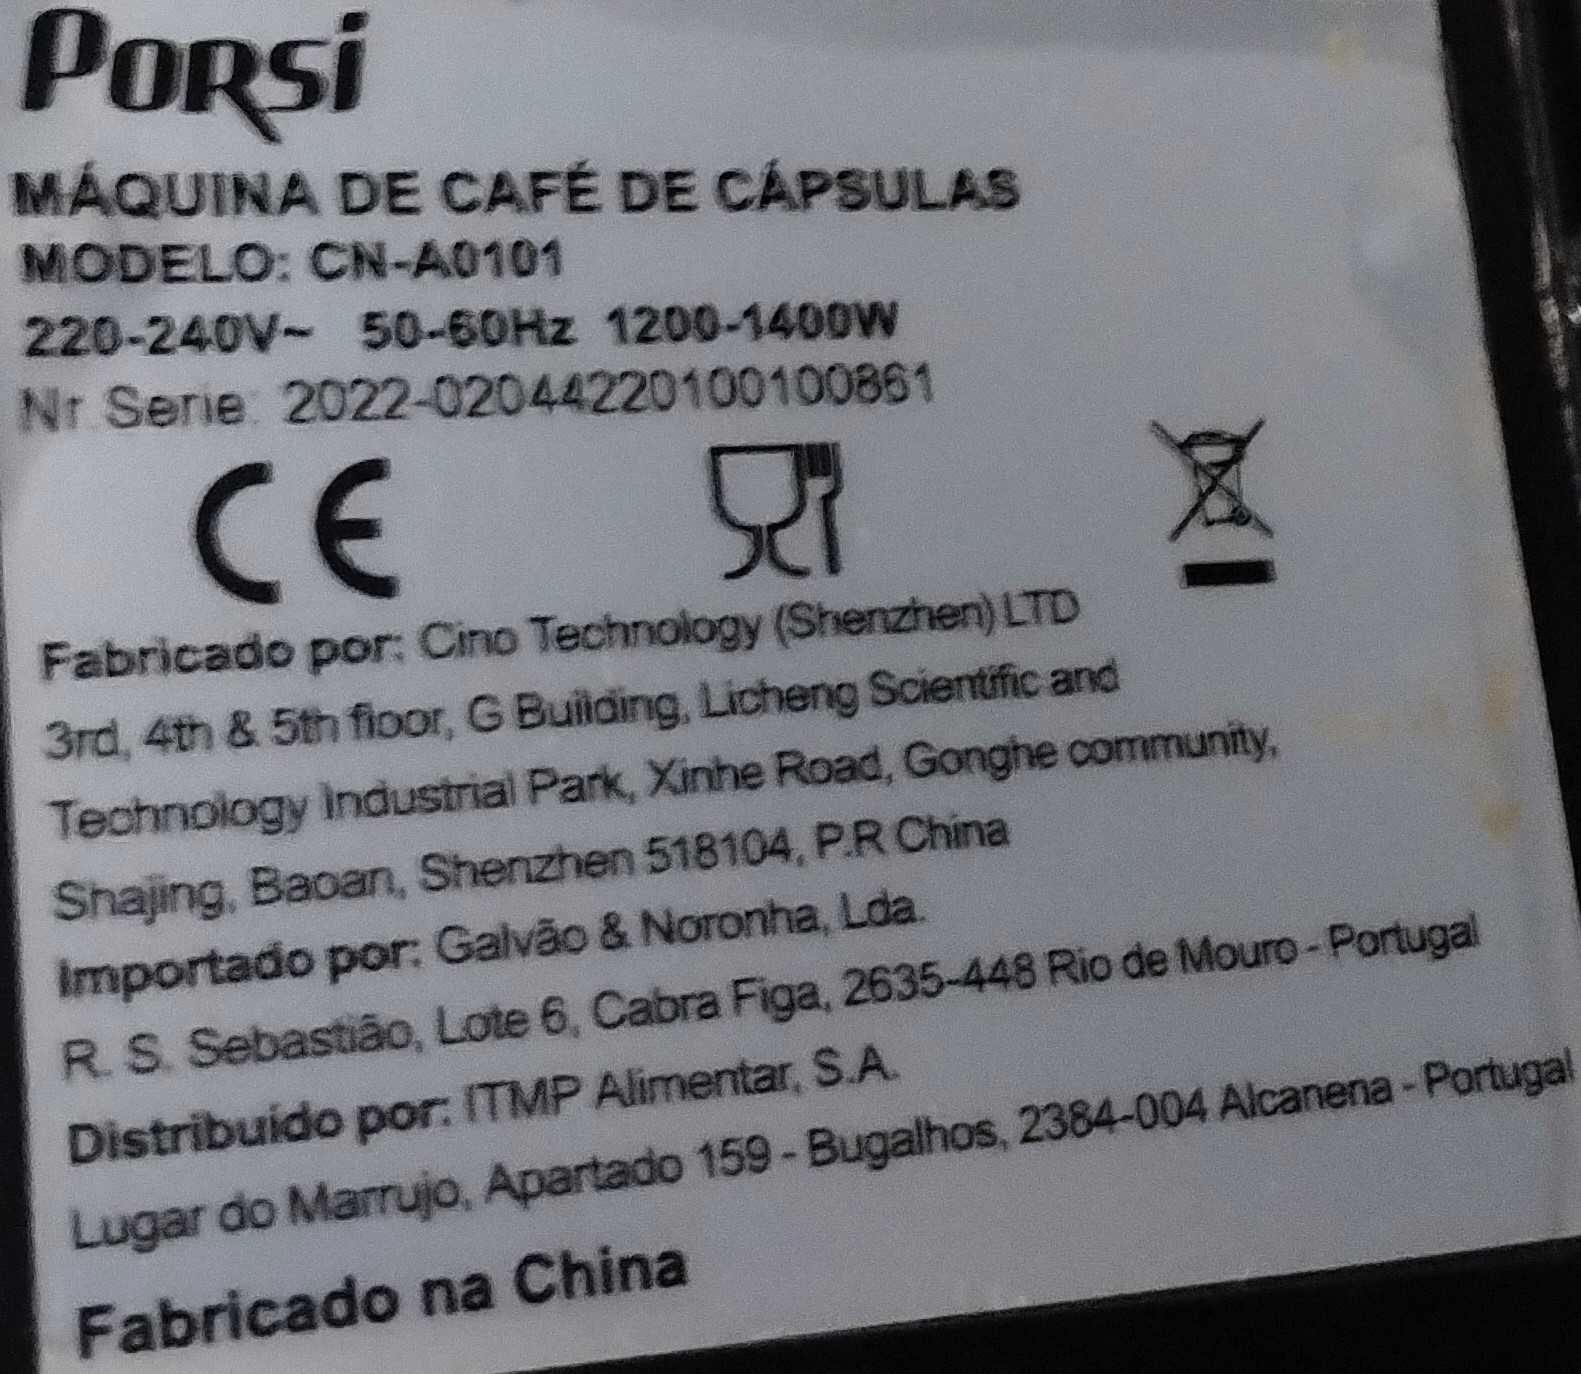 PORSi
MÁQUINA DE CAFÉ DE CÁPSULAS
MODELO: CN-A0101
220-240V~ 50-60Hz 1200-1400W
Nr Serie: 2022-02044220100100861
CE
Fabricado por: Cino Technology (Shenzhen) LTD
3rd, 4th & 5th floor, G Building, Licheng Scientific and
Technology Industrial Park, Xinhe Road, Gonghe community,
Shajing, Baoan, Shenzhen 518104, P.R China
Importado por: Galvão & Noronha, Lda.
R. S. Sebastião, Lote 6, Cabra Figa, 2635-448 Rio de Mouro - Portugal
Distribuído por: ITMP Alimentar, S.A.
Lugar do Marrujo, Apartado 159 - Bugalhos, 2384-004 Alcanena - Portugal
Fabricado na China